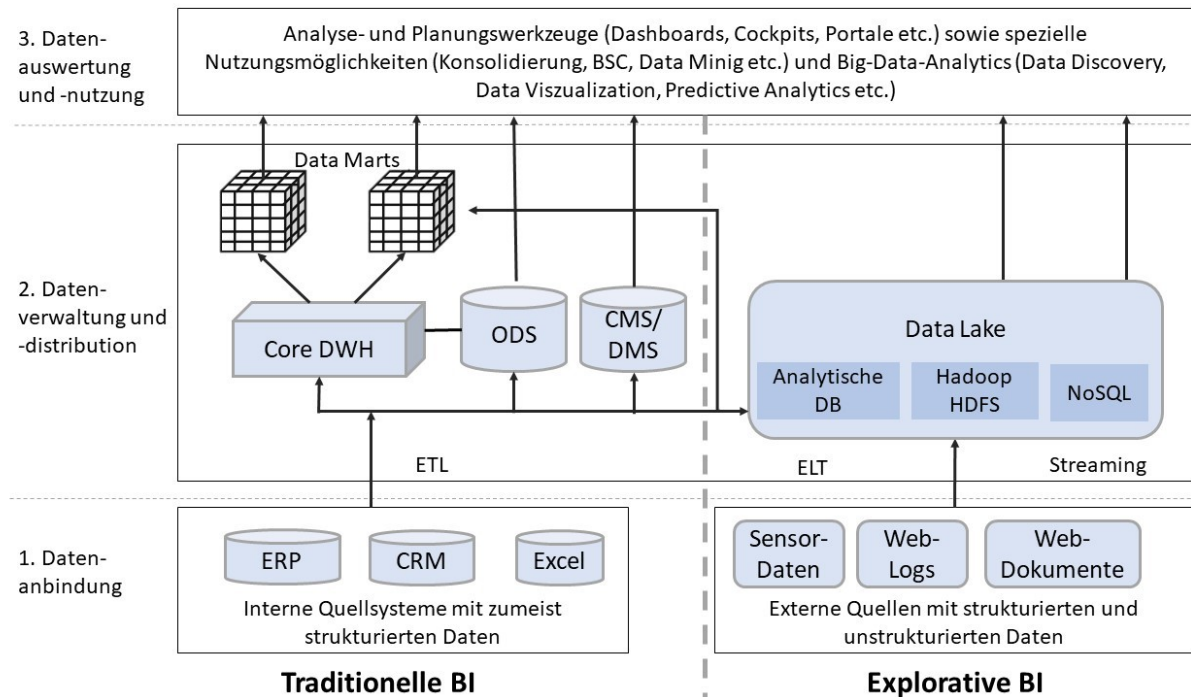 3. Daten-
auswertung
und -nutzung
Analyse- und Planungswerkzeuge (Dashboards, Cockpits, Portale etc.) sowie spezielle
Nutzungsmöglichkeiten (Konsolidierung, BSC, Data Minig etc.) und Big-Data-Analytics (Data Discovery,
Data Viszualization, Predictive Analytics etc.)
2. Daten-
verwaltung und
-distribution
Data Marts
Core DWH
ODS
CMS/
DMS
Data Lake
Analytische
DB
Hadoop
HDFS
NoSQL
ETL
ELT
Streaming
1. Daten-
anbindung
ERP
CRM
Excel
Interne Quellsysteme mit zumeist
strukturierten Daten
Sensor-
Daten
Web-
Logs
Web-
Dokumente
Externe Quellen mit strukturierten und
unstrukturierten Daten
Traditionelle BI
Explorative BI